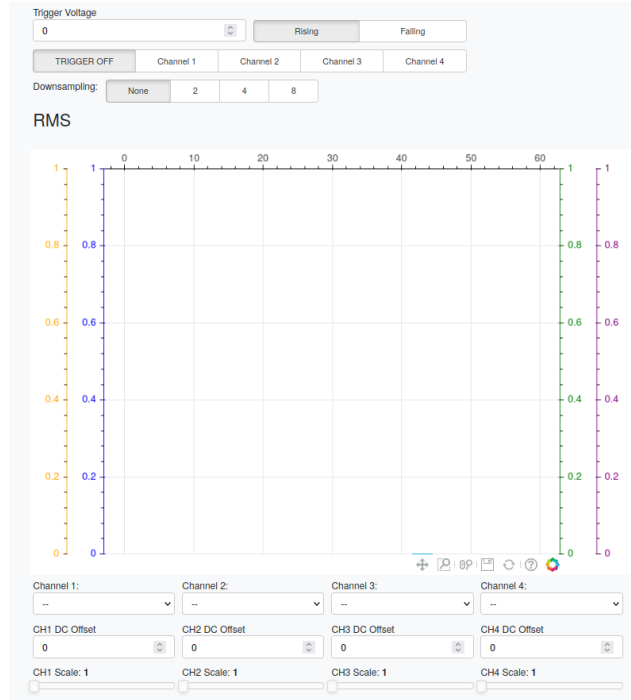 Trigger Voltage
0 Rising Falling
TRIGGER OFF Channel 1 Channel 2 Channel 3 Channel 4
Downsampling: None 2 4 8
RMS
0 10 20 30 40 50 60
1 1 1 1
0.8 0.8 0.8 0.8
0.6 0.6 0.6 0.6
0.4 0.4 0.4 0.4
0.2 0.2 0.2 0.2
0 0 0 0
Channel 1: Channel 2: Channel 3: Channel 4:
-- -- -- --
CH1 DC Offset CH2 DC Offset CH3 DC Offset CH4 DC Offset
0 0 0 0
CH1 Scale: 1 CH2 Scale: 1 CH3 Scale: 1 CH4 Scale: 1